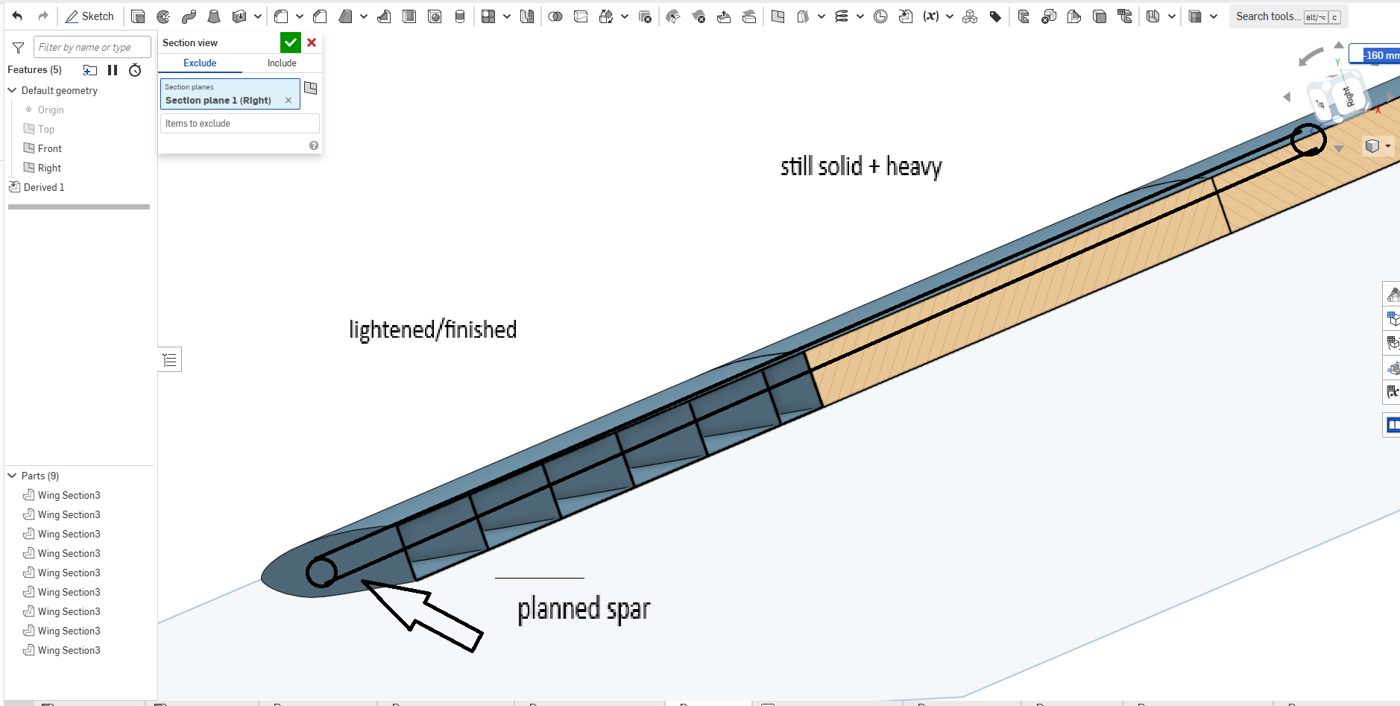 Sketch
(x)
Search tools...
alt/⌥ c
Filter by name or type
Features (5)
Default geometry
Origin
Top
Front
Right
Derived 1
Section view
Exclude
Include
Section planes
Section plane 1 (Right)
Items to exclude
-160 mm
Y
Right
X
still solid + heavy
lightened/finished
planned spar
Parts (9)
Wing Section3
Wing Section3
Wing Section3
Wing Section3
Wing Section3
Wing Section3
Wing Section3
Wing Section3
Wing Section3